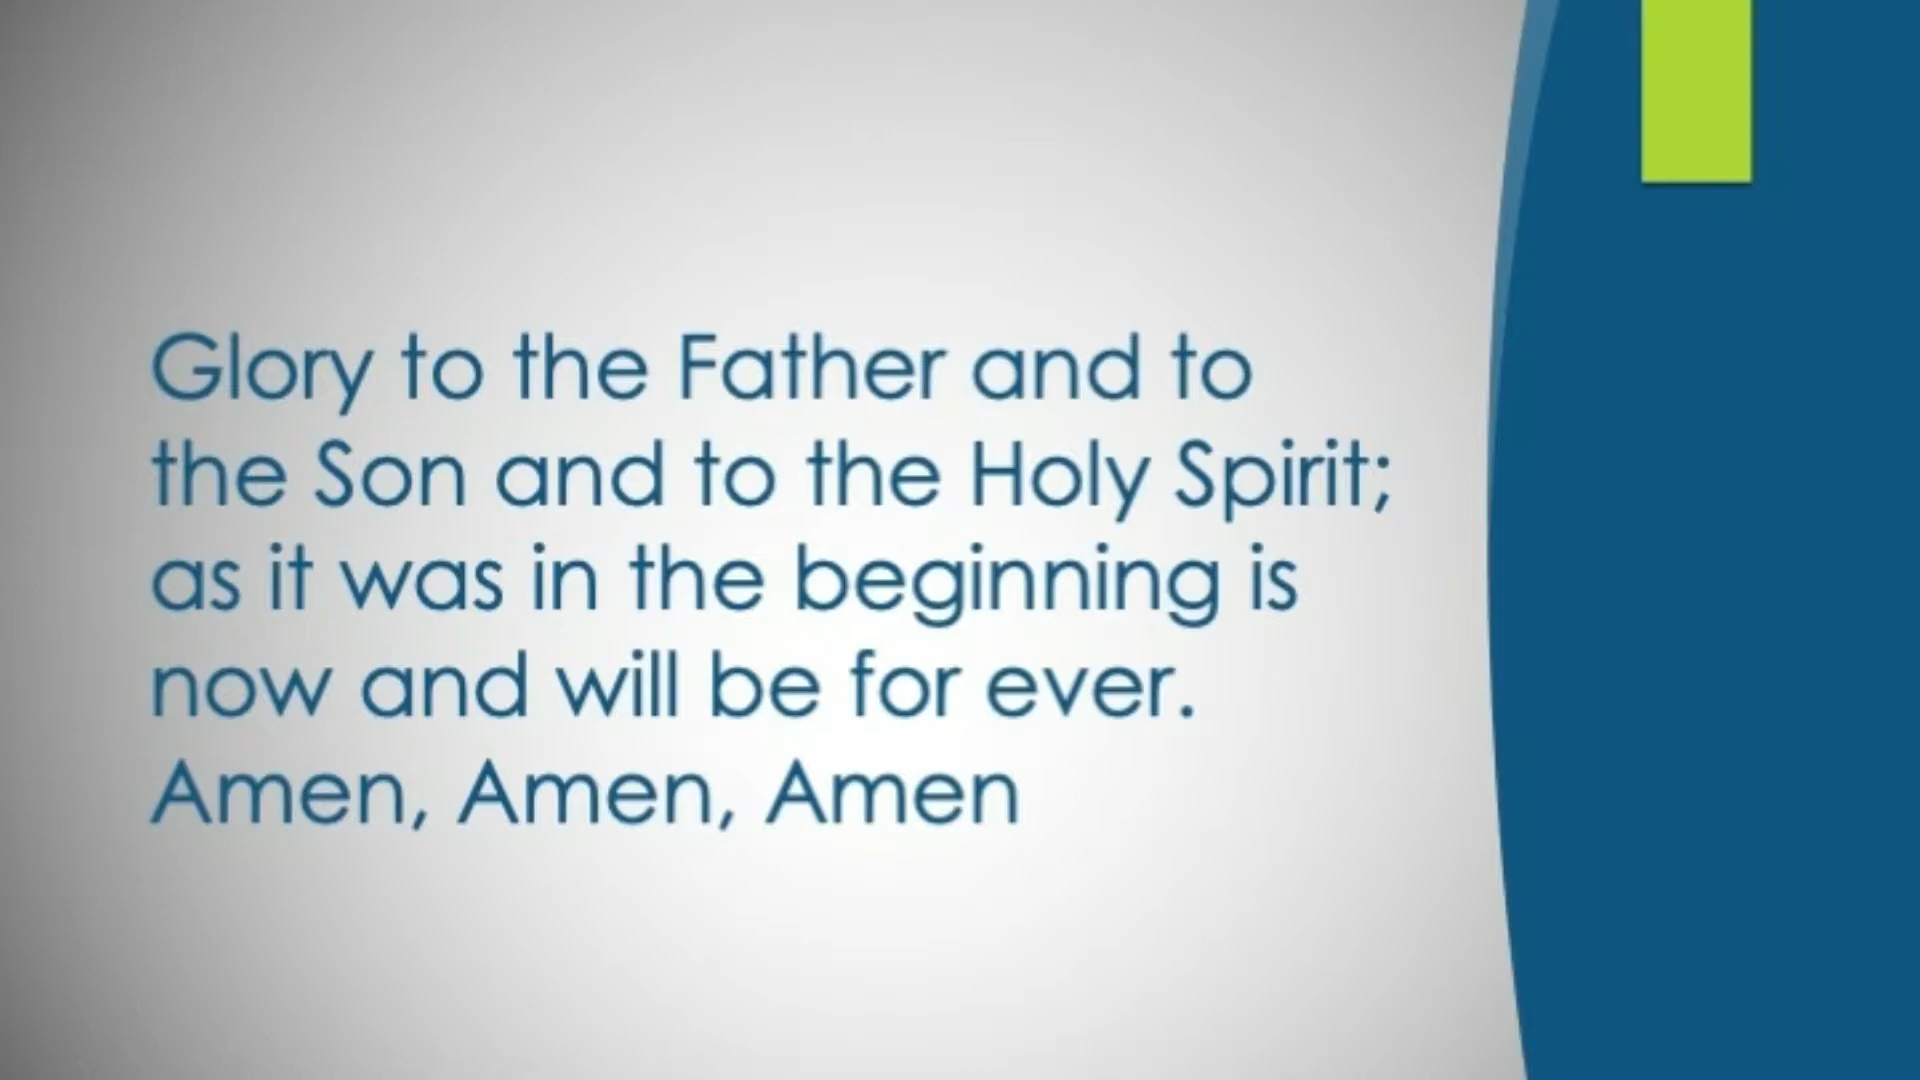 Glory to the Father and to
the Son and to the Holy Spirit;
as it was in the beginning is
now and will be for ever.
Amen, Amen, Amen